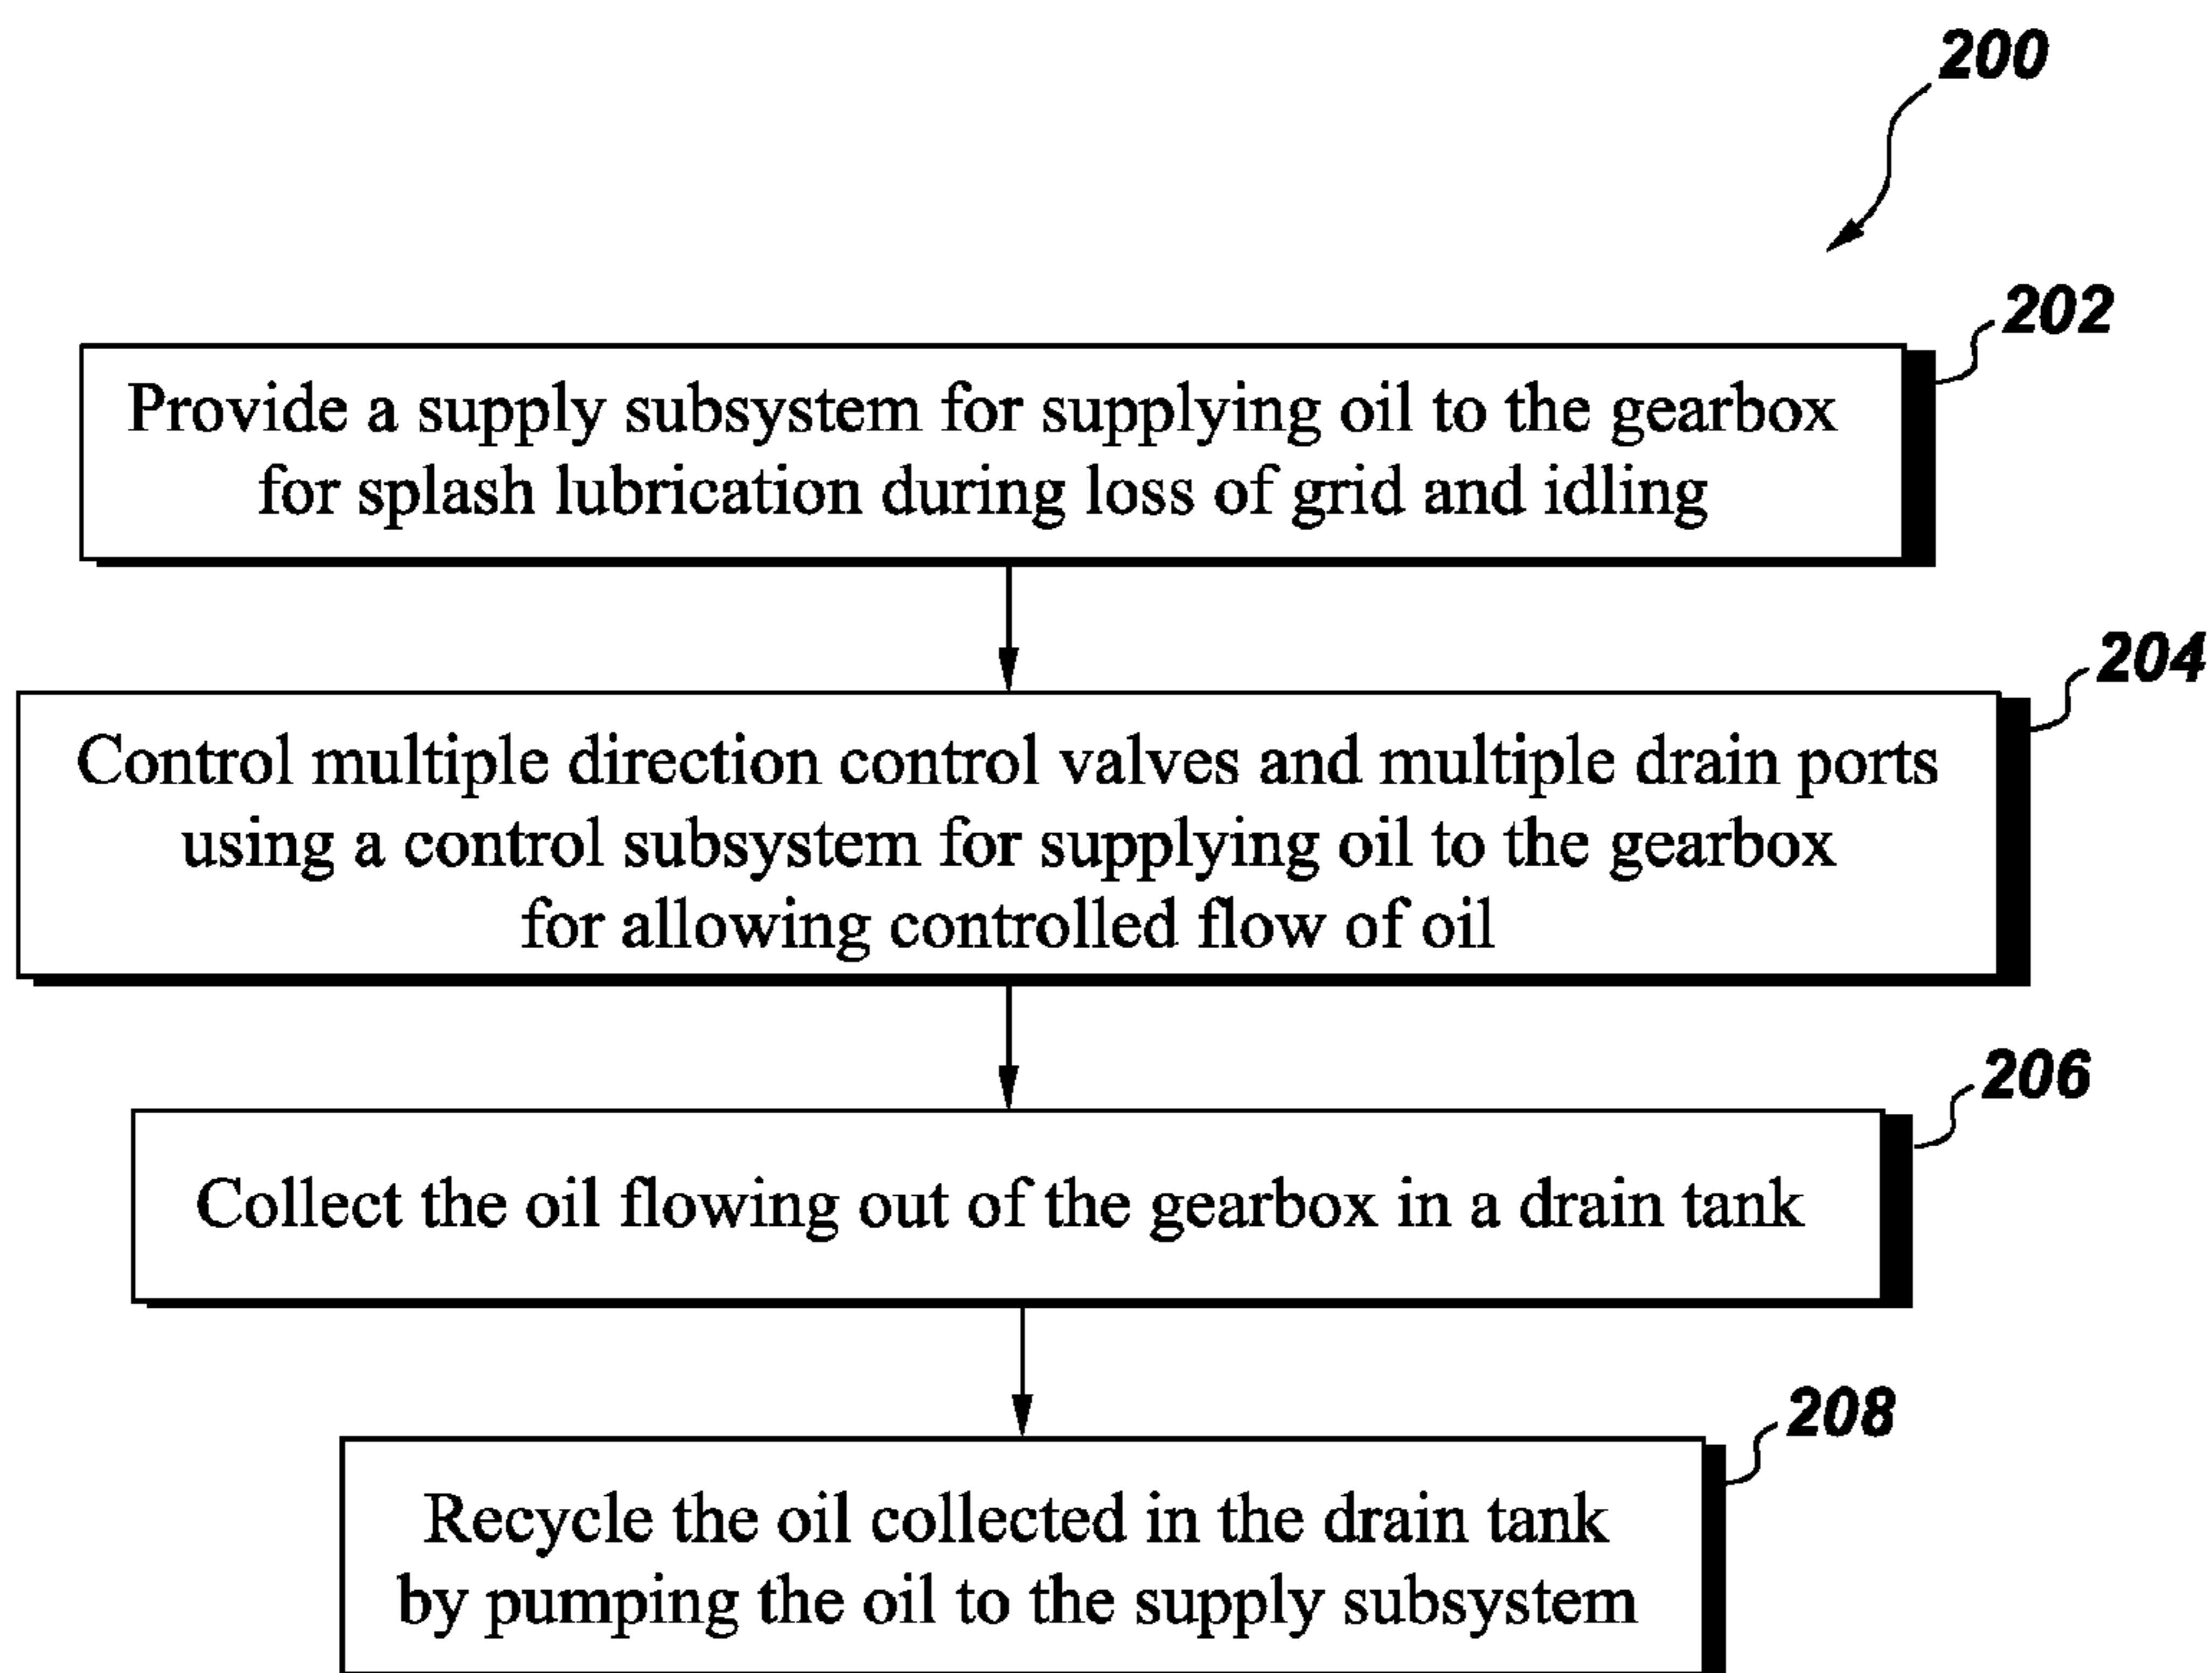 200
202
Provide a supply subsystem for supplying oil to the gearbox
for splash lubrication during loss of grid and idling
204
Control multiple direction control valves and multiple drain ports
using a control subsystem for supplying oil to the gearbox
for allowing controlled flow of oil
206
Collect the oil flowing out of the gearbox in a drain tank
208
Recycle the oil collected in the drain tank
by pumping the oil to the supply subsystem